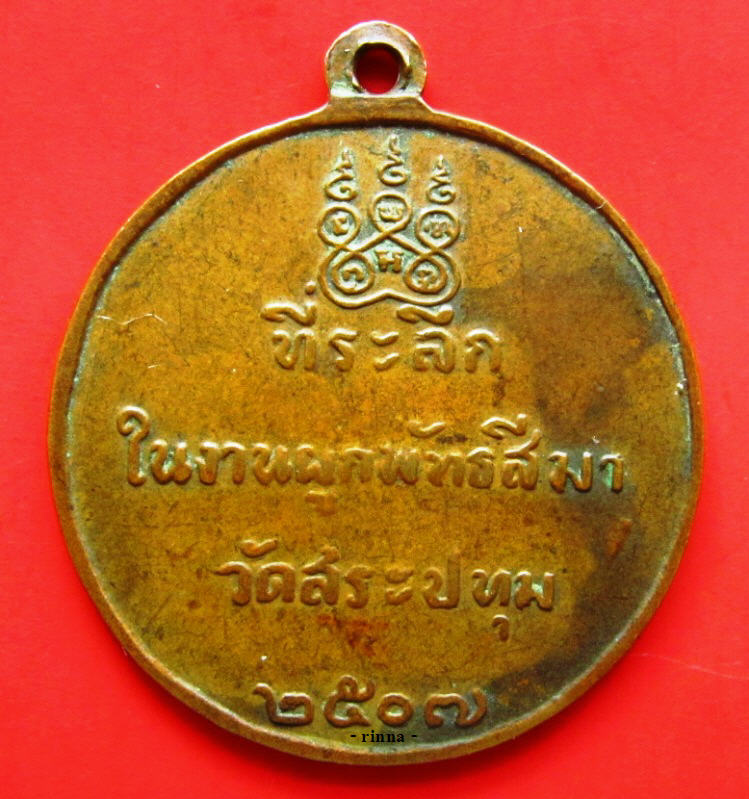 ที่ระลึก
ในงานผูกพัทธสีมา
วัดสระปทุม
๒๕๐๗
- rinna -